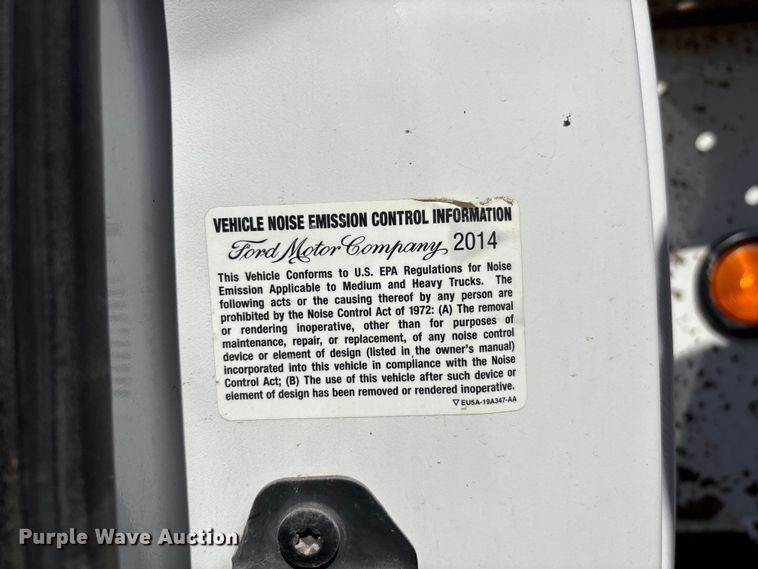 VEHICLE NOISE EMISSION CONTROL INFORMATION
Ford Motor Company 2014
This Vehicle Conforms to U.S. EPA Regulations for Noise
Emission Applicable to Medium and Heavy Trucks. The
following acts or the causing thereof by any person are
prohibited by the Noise Control Act of 1972: (A) The removal
or rendering inoperative, other than for purposes of
maintenance, repair, or replacement, of any noise control
device or element of design (listed in the owner's manual)
incorporated into this vehicle in compliance with the Noise
Control Act; (B) The use of this vehicle after such device or
element of design has been removed or rendered inoperative.
EU5A-19A347-AA
Purple Wave Auction